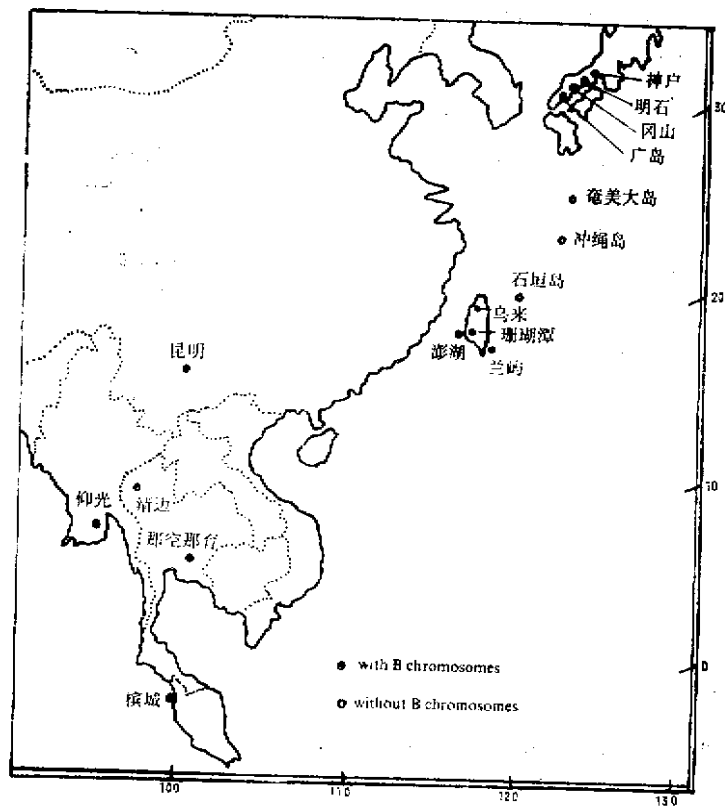 神户
明石
冈山
广岛
30
奄美大岛
冲绳岛
石垣岛
20
乌来
珊瑚潭
澎湖
兰屿
昆明
10
仰光
清边
那空那育
with B chromosomes
0
without B chromosomes
槟城
100
110
120
130